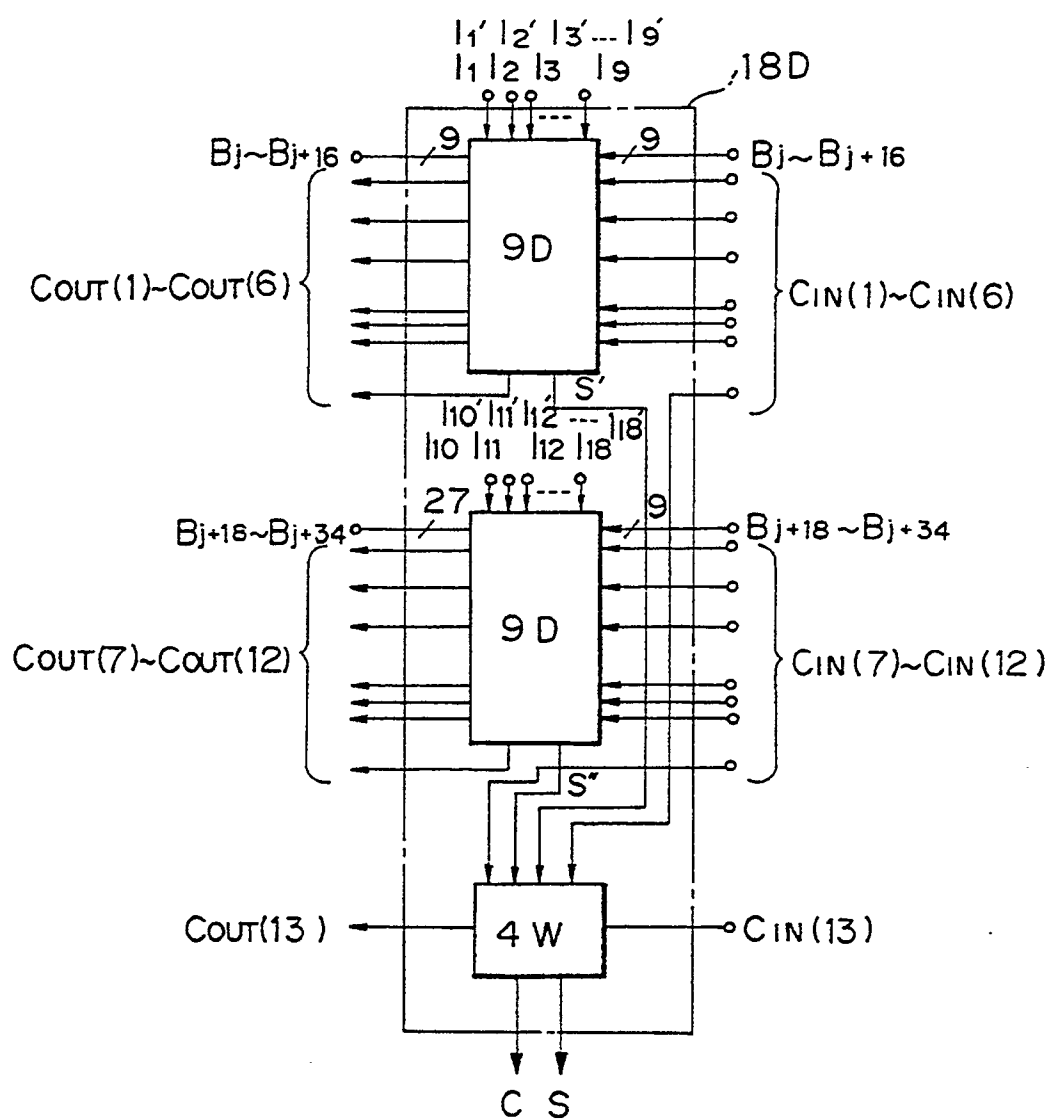 I1' I2' I3' ---- I9'
I1 I2 I3 I9
18D
----
Bj~Bj+16 9 9 Bj~Bj+16
9D
COUT(1)~COUT(6) CIN(1)~CIN(6)
S'
I10' I11' I12' ---- I18'
I10 I11 I12 I18
----
27 9
Bj+18~Bj+34 Bj+18~Bj+34
9D
COUT(7)~COUT(12) CIN(7)~CIN(12)
S"
COUT(13) 4W CIN(13)
C S